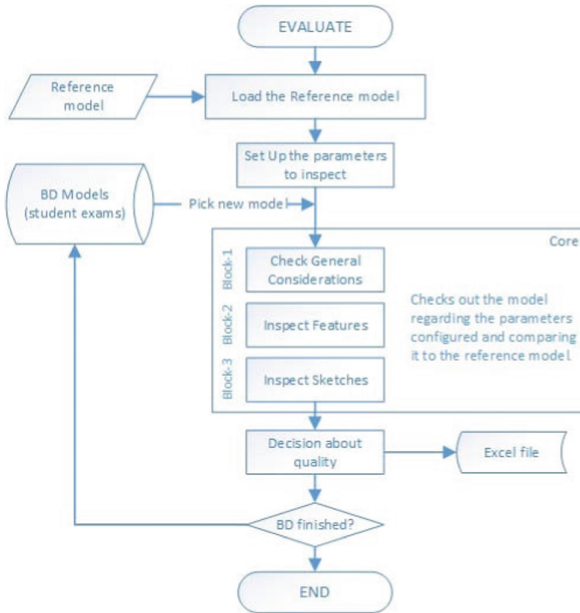 EVALUATE
Reference
model
Load the Reference model
Set Up the parameters
to inspect
BD Models
(student exams)
Pick new model
Core
Block-1
Check General
Considerations
Block-2
Inspect Features
Block-3
Inspect Sketches
Checks out the model
regarding the parameters
configured and comparing
it to the reference model
Decision about
quality
Excel file
BD finished?
END